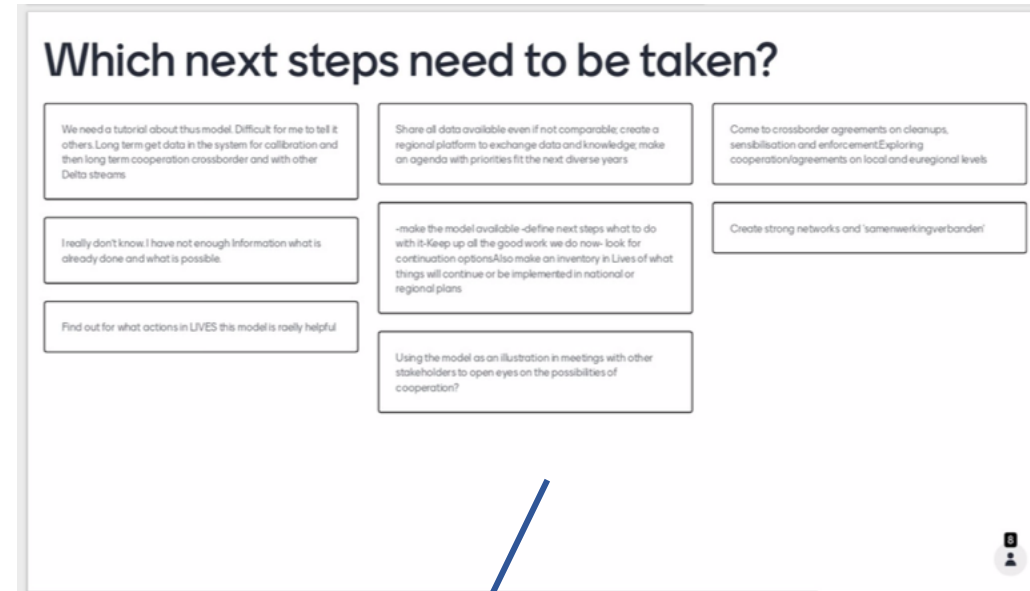 Which next steps need to be taken?
We need a tutorial about thus model. Difficult for me to tell it
others. Long term get data in the system for callibration and
then long term cooperation crossborder and with other
Delta streams
I really don't know. I have not enough Information what is
already done and what is possible.
Find out for what actions in LIVES this model is raelly helpful
Share all data available even if not comparable; create a
regional platform to exchange data and knowledge; make
an agenda with priorities fit the next diverse years
-make the model available -define next steps what to do
with it-Keep up all the good work we do now- look for
continuation optionsAlso make an inventory in Lives of what
things will continue or be implemented in national or
regional plans
Using the model as an illustration in meetings with other
stakeholders to open eyes on the possibilities of
cooperation?
Come to crossborder agreements on cleanups,
sensibilisation and enforcement.Exploring
cooperation/agreements on local and euregional levels
Create strong networks and 'samenwerkingverbanden'
8